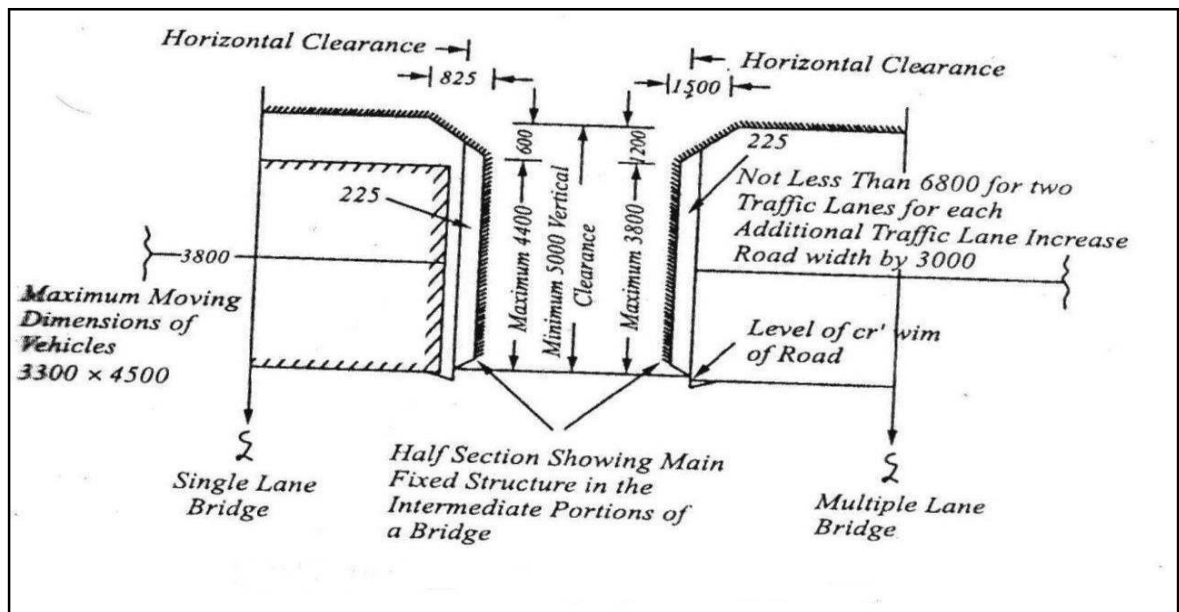 Horizontal Clearance
825
Horizontal Clearance
1500
600
Maximum 4400
Minimum 5000 Vertical
Clearance
1200
Maximum 3800
225
225
Not Less Than 6800 for two
Traffic Lanes for each
Additional Traffic Lane Increase
Road width by 3000
3800
Maximum Moving
Dimensions of
Vehicles
3300 × 4500
Level of cr' wim
of Road
Half Section Showing Main
Fixed Structure in the
Intermediate Portions of
a Bridge
Single Lane
Bridge
Multiple Lane
Bridge